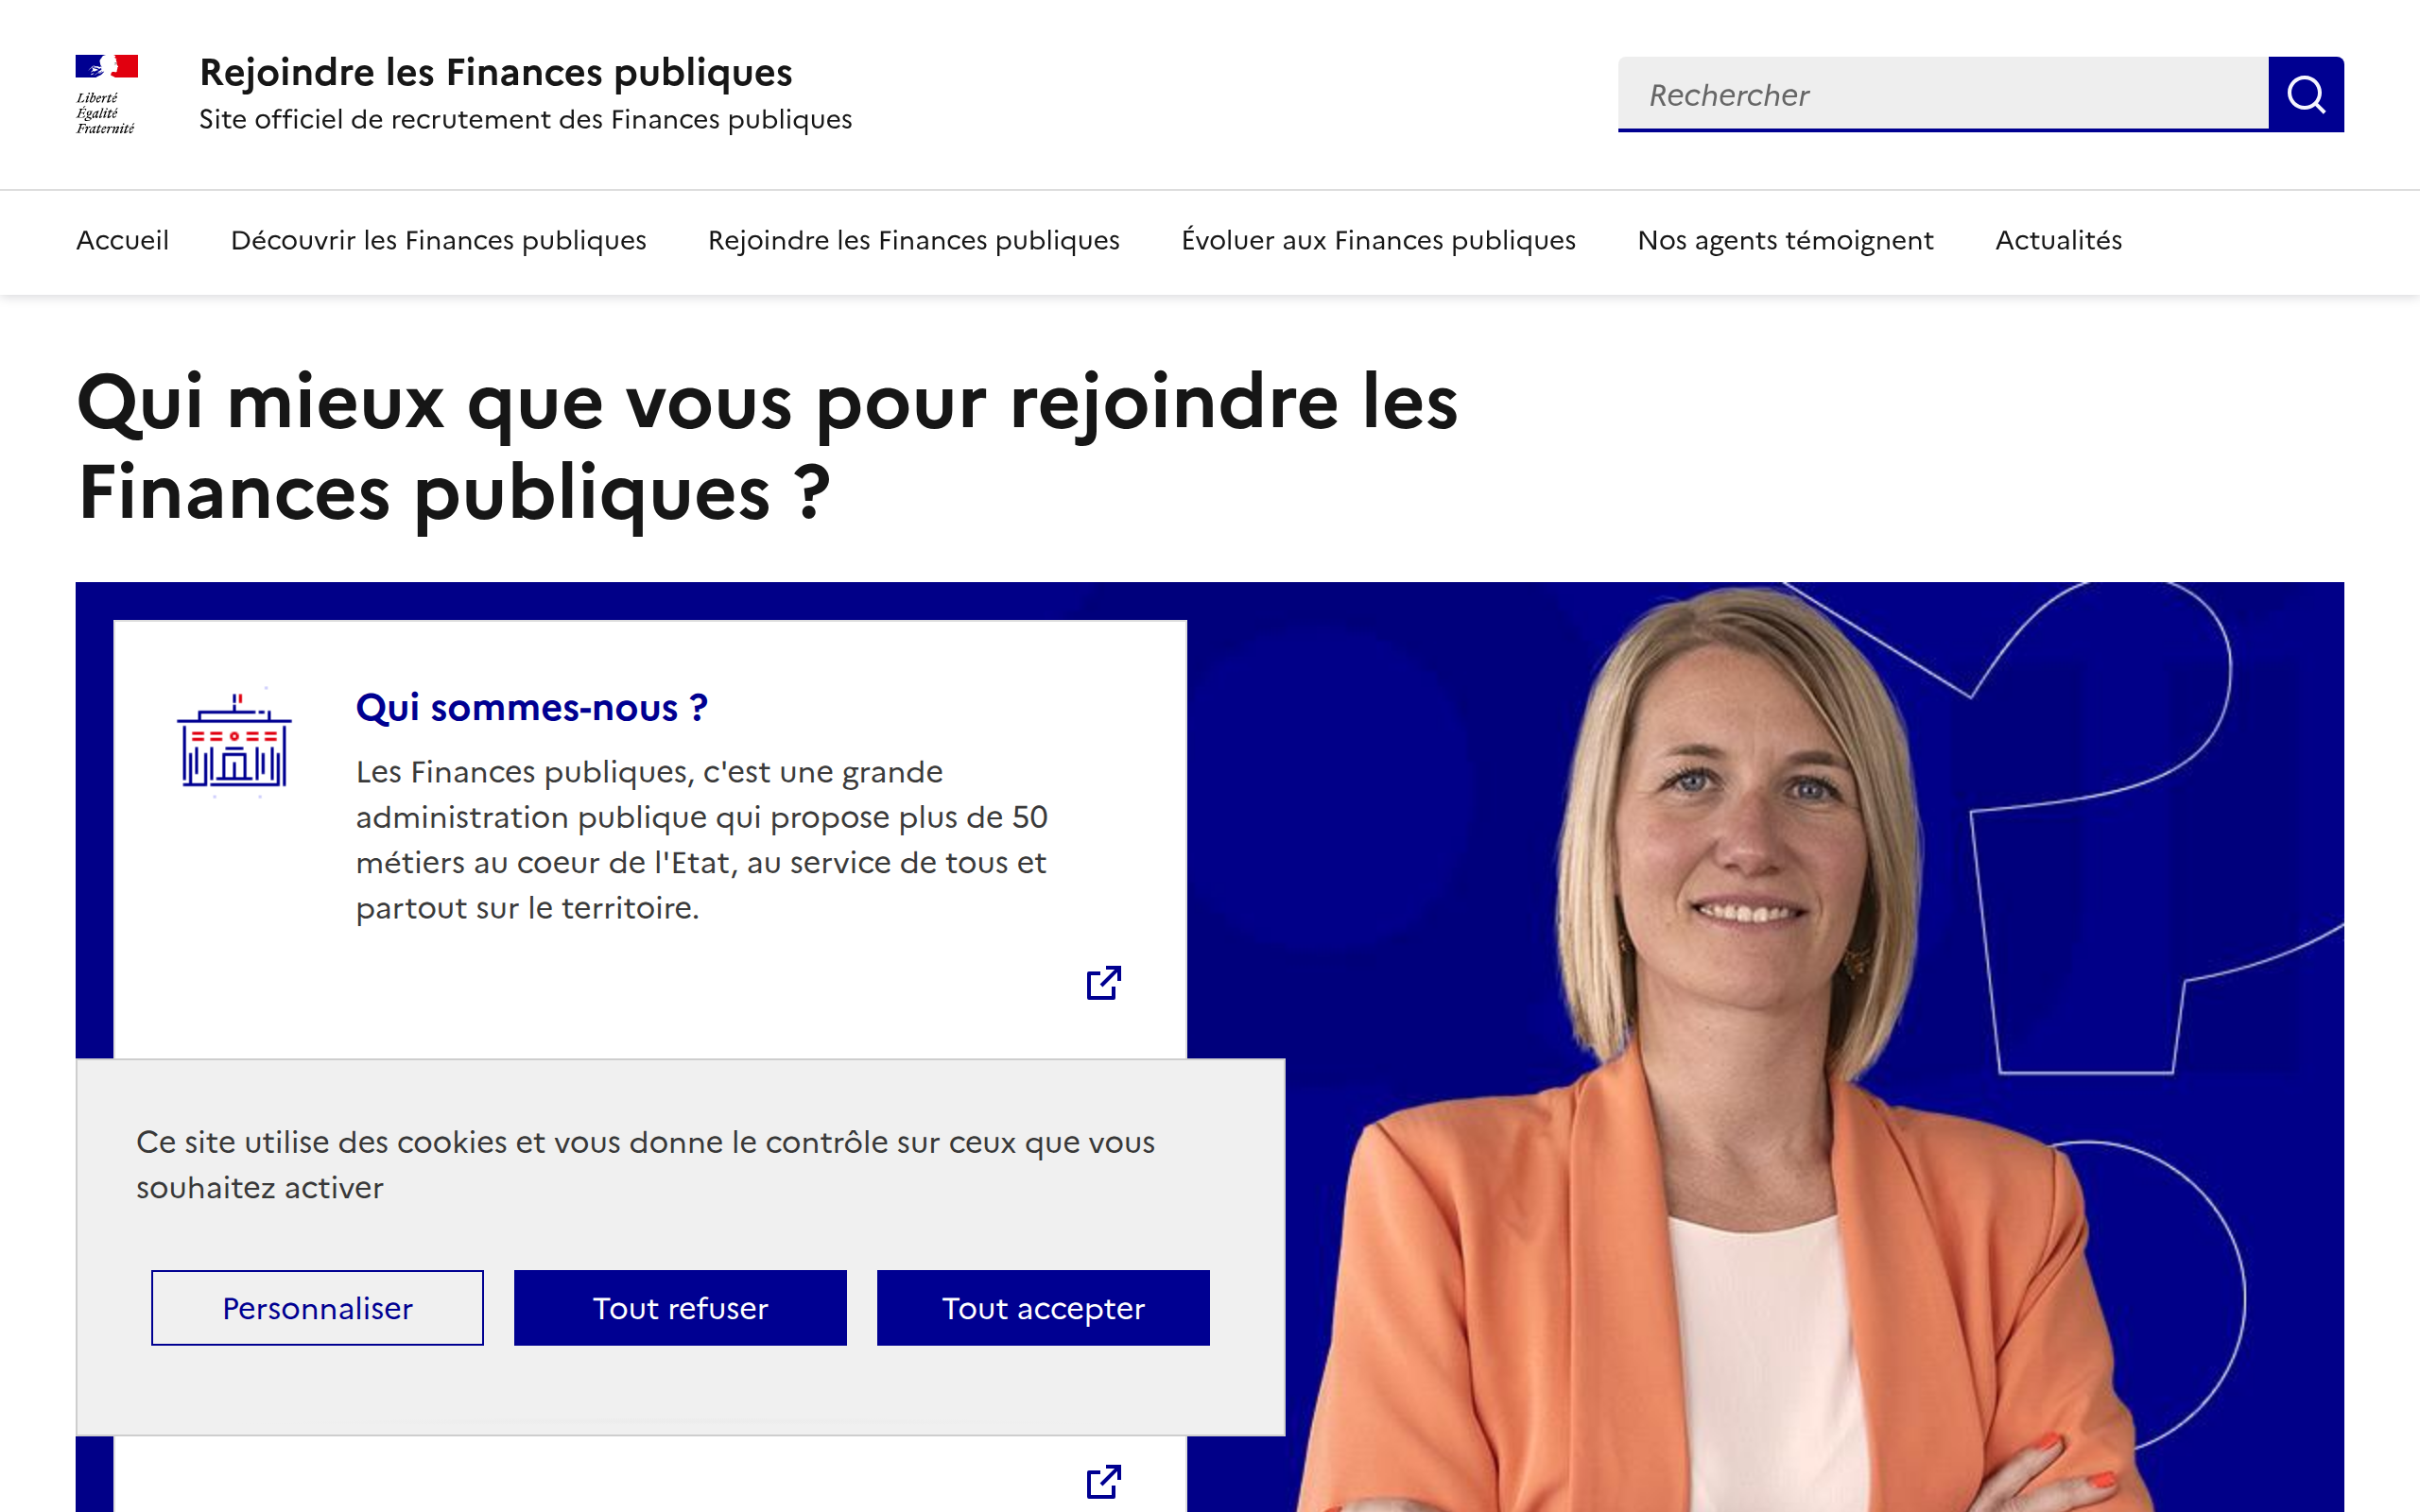 Liberté
Égalité
Fraternité
Rejoindre les Finances publiques
Site officiel de recrutement des Finances publiques
Rechercher
Accueil
Découvrir les Finances publiques
Rejoindre les Finances publiques
Évoluer aux Finances publiques
Nos agents témoignent
Actualités
Qui mieux que vous pour rejoindre les
Finances publiques ?
Qui sommes-nous ?
Les Finances publiques, c'est une grande
administration publique qui propose plus de 50
métiers au coeur de l'Etat, au service de tous et
partout sur le territoire.
Ce site utilise des cookies et vous donne le contrôle sur ceux que vous
souhaitez activer
Personnaliser
Tout refuser
Tout accepter